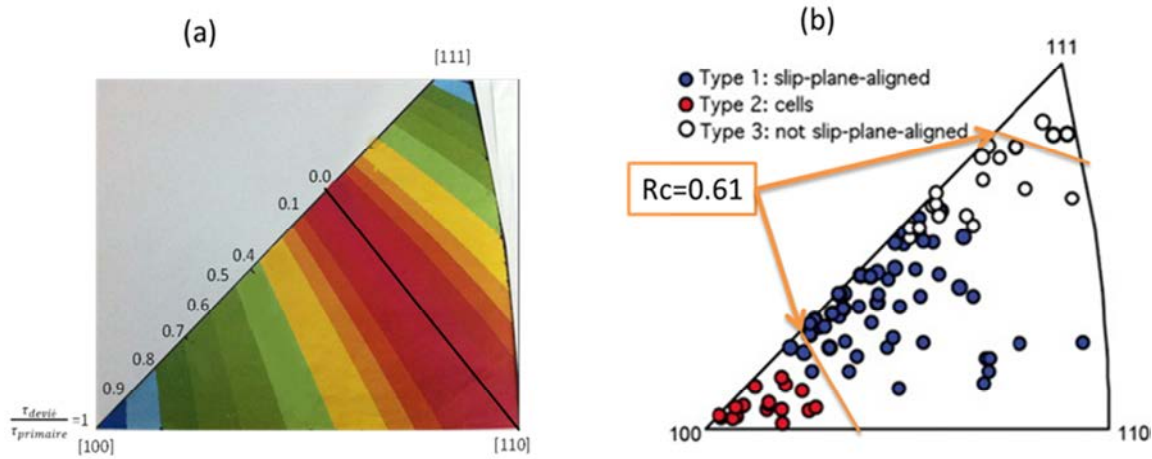 (a)
(b)
[111]
111
Type 1: slip-plane-aligned
Type 2: cells
Type 3: not slip-plane-aligned
Rc=0.61
0.0
0.1
0.4
0.5
0.6
0.7
0.8
0.9
τ_devié/τ_primaire =1
[100]
[110]
100
110